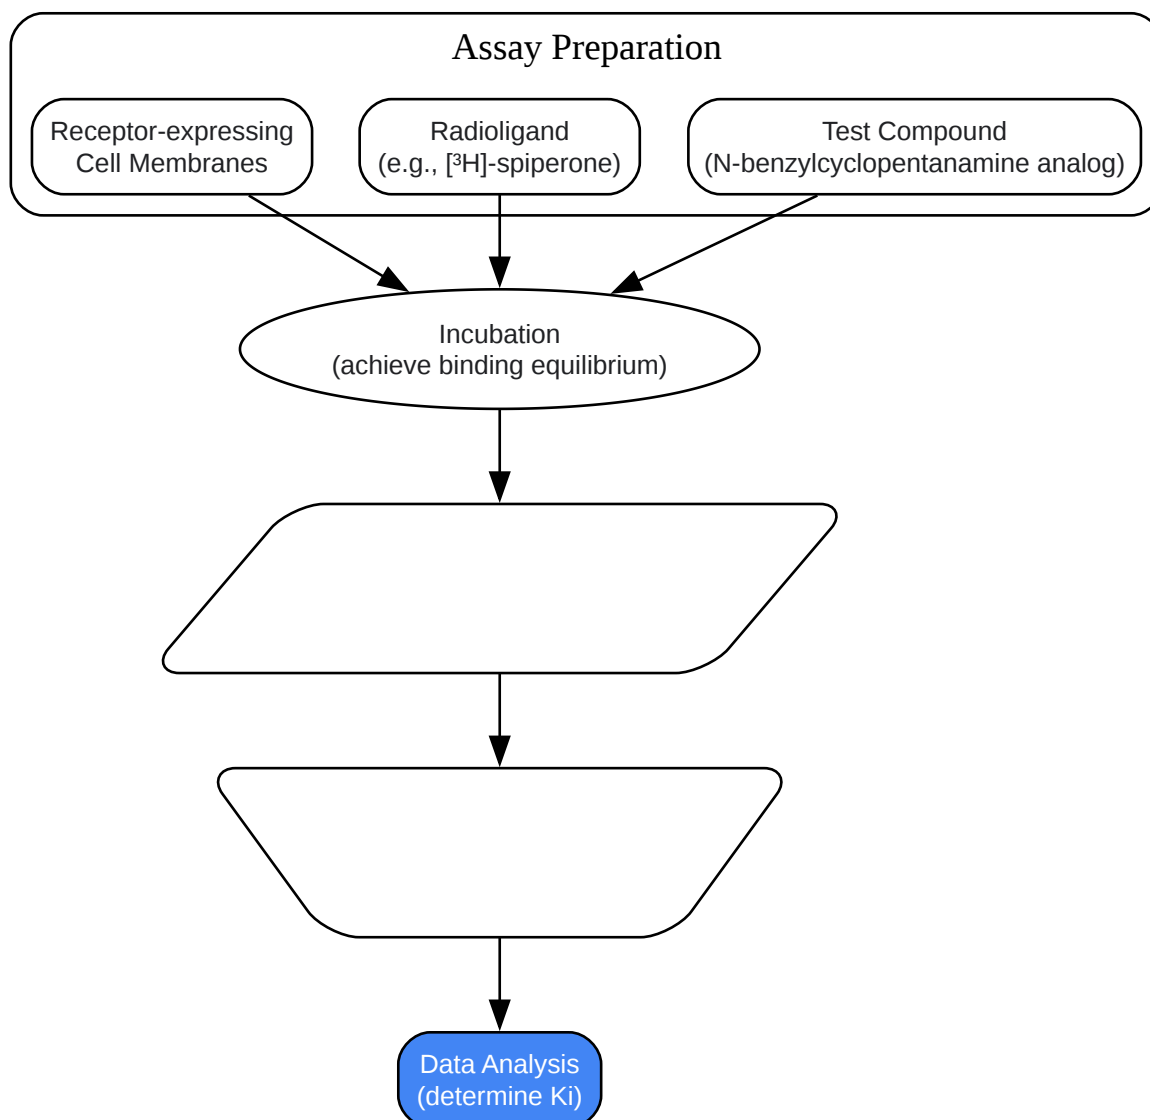 Assay Preparation
Receptor-expressing
Cell Membranes
Radioligand
(e.g., [³H]-spiperone)
Test Compound
(N-benzylcyclopentanamine analog)
Incubation
(achieve binding equilibrium)
Data Analysis
(determine Ki)